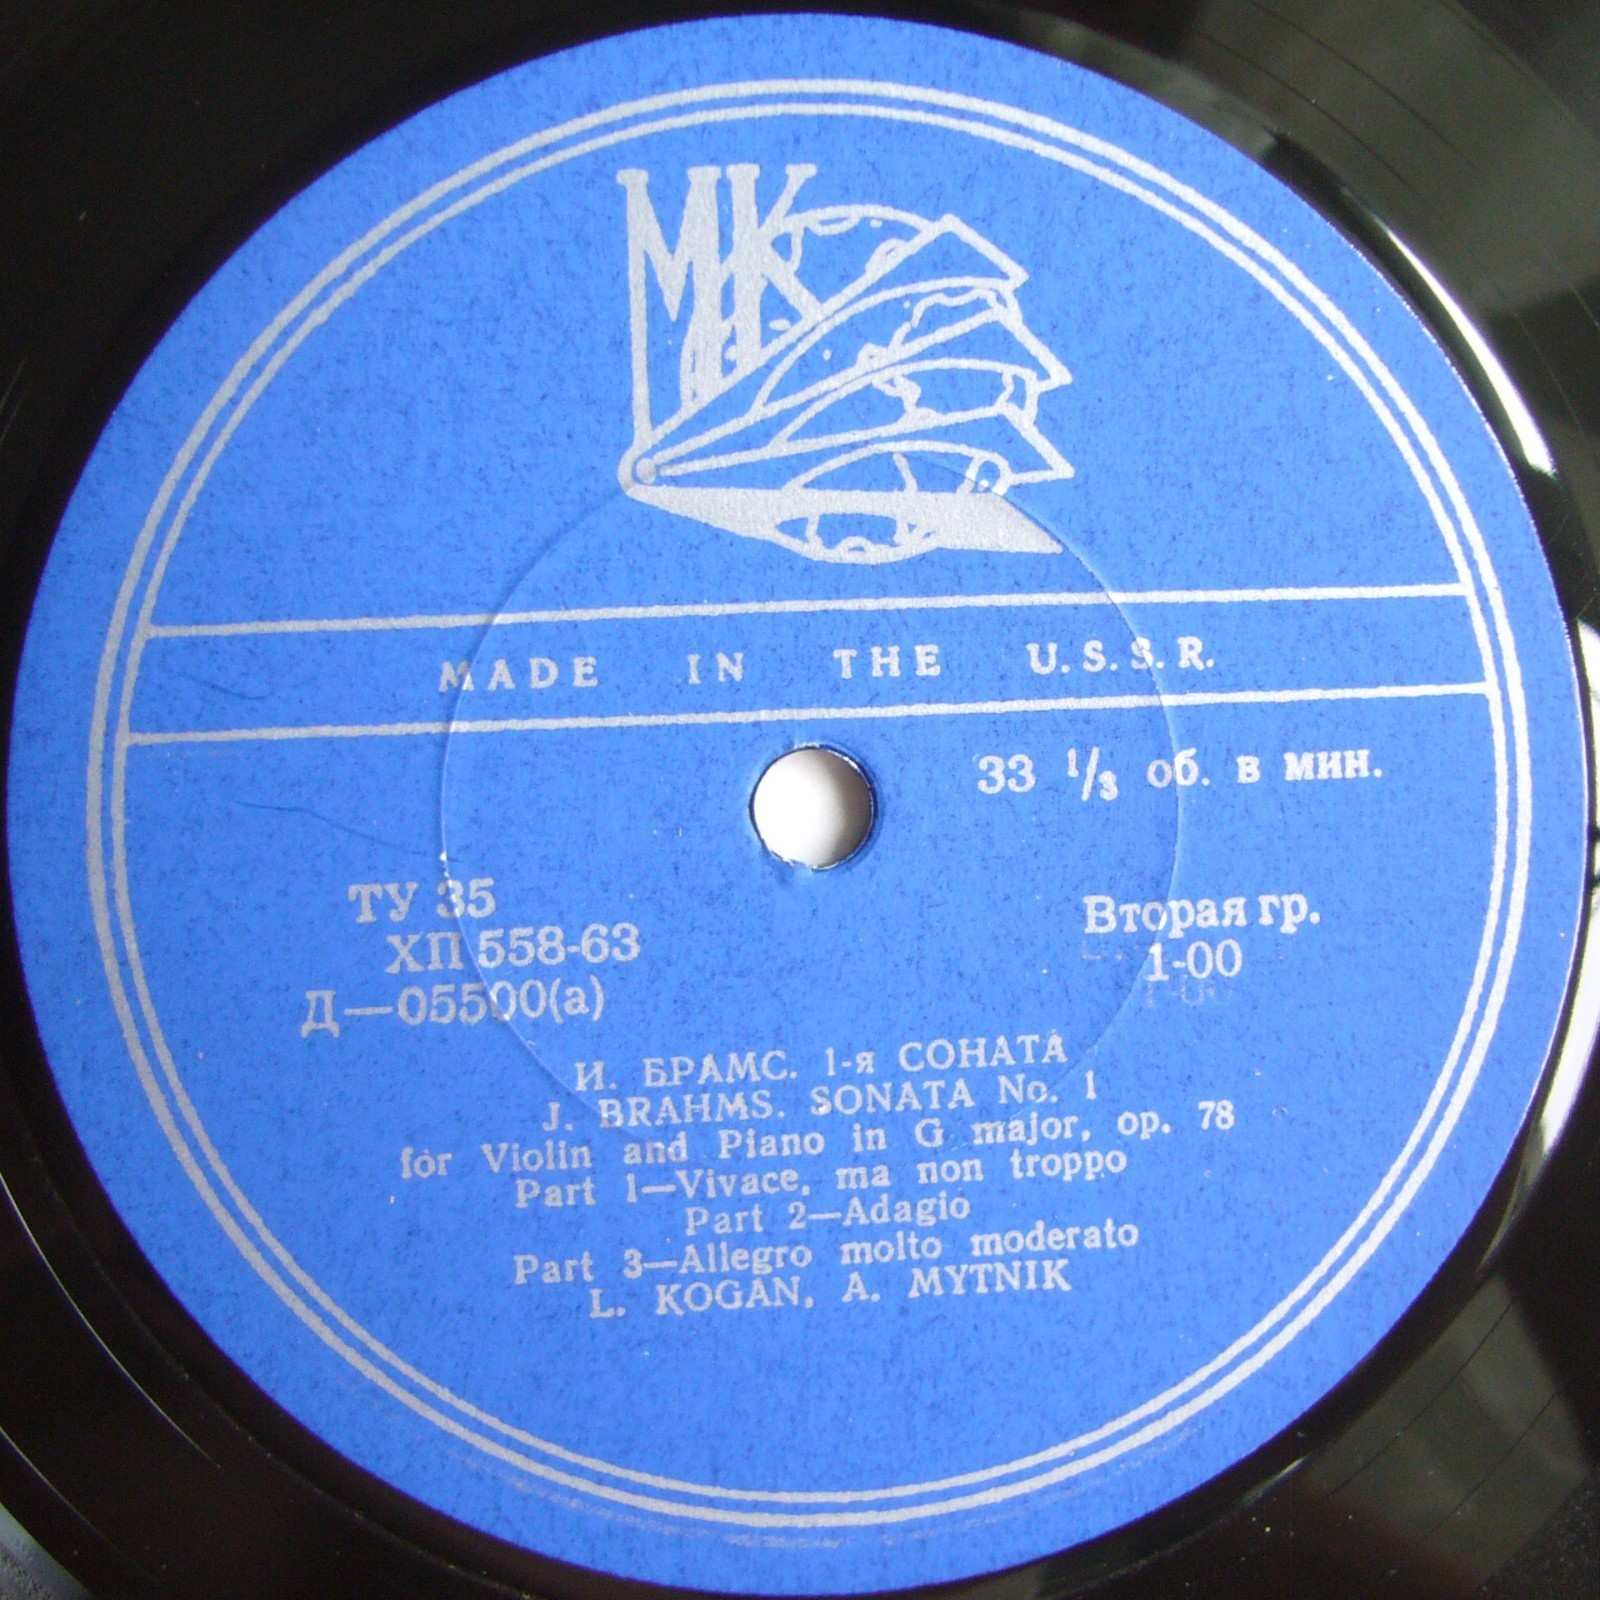 МК
MADE IN THE U.S.S.R.
33 1/3 об. в мин.
ТУ 35
ХП 558-63
Д—05500(а)
Вторая гр.
1-00
И. БРАМС. 1-я СОНАТА
J. BRAHMS. SONATA No. 1
for Violin and Piano in G major, op. 78
Part 1—Vivace, ma non troppo
Part 2—Adagio
Part 3—Allegro molto moderato
L. KOGAN, A. MYTNIK